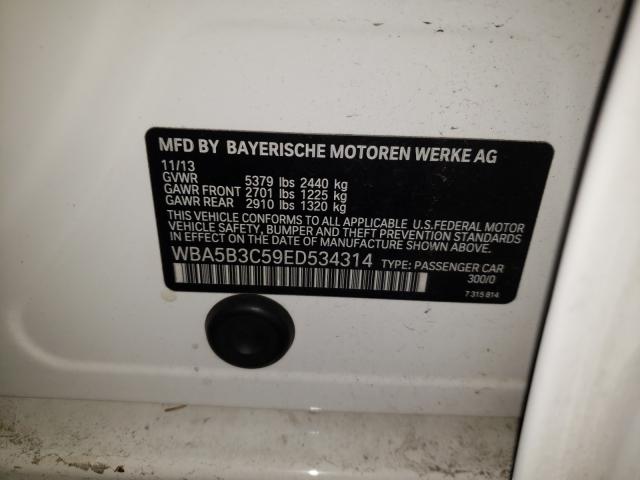 MFD BY BAYERISCHE MOTOREN WERKE AG
11/13
GVWR 5379 lbs 2440 kg
GAWR FRONT 2701 lbs 1225 kg
GAWR REAR 2910 lbs 1320 kg
THIS VEHICLE CONFORMS TO ALL APPLICABLE U.S.FEDERAL MOTOR
VEHICLE SAFETY, BUMPER AND THEFT PREVENTION STANDARDS
IN EFFECT ON THE DATE OF MANUFACTURE SHOWN ABOVE.
WBA5B3C59ED534314 TYPE: PASSENGER CAR
300/0
7 315 814